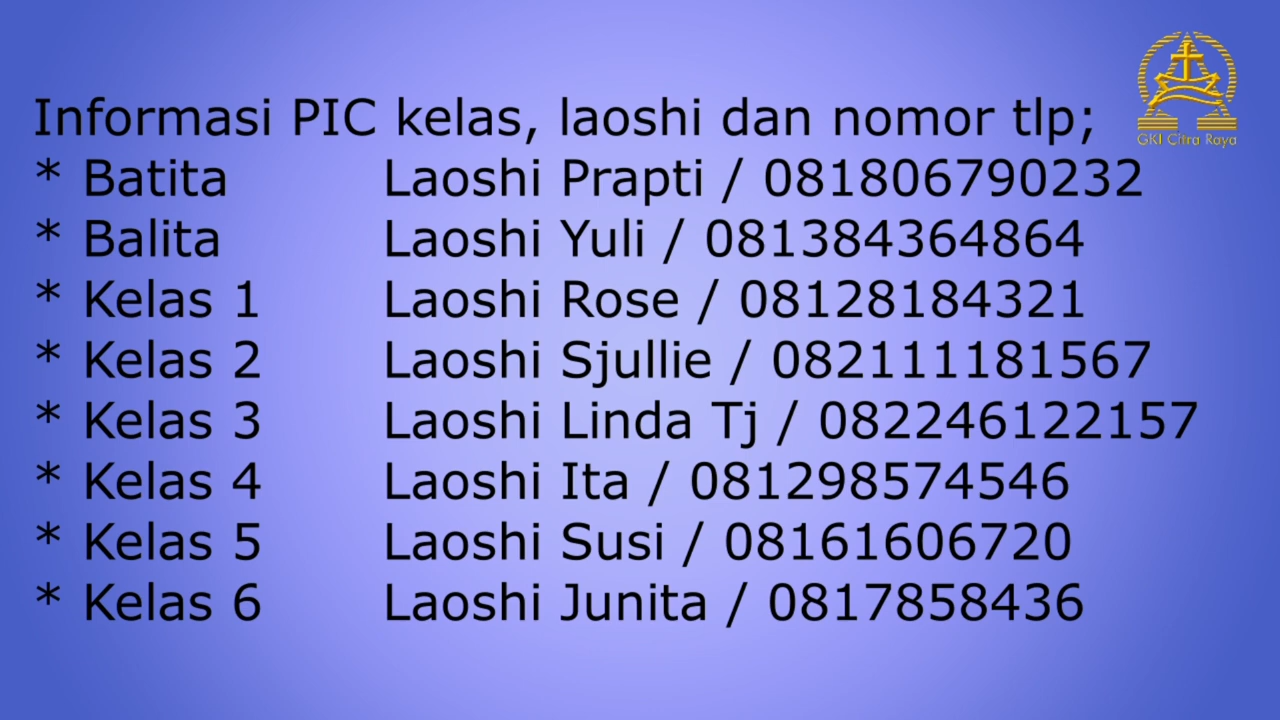 Informasi PIC kelas, laoshi dan nomor tlp;
* Batita Laoshi Prapti / 081806790232
* Balita Laoshi Yuli / 081384364864
* Kelas 1 Laoshi Rose / 08128184321
* Kelas 2 Laoshi Sjullie / 082111181567
* Kelas 3 Laoshi Linda Tj / 082246122157
* Kelas 4 Laoshi Ita / 081298574546
* Kelas 5 Laoshi Susi / 08161606720
* Kelas 6 Laoshi Junita / 0817858436
GKI Citra Raya